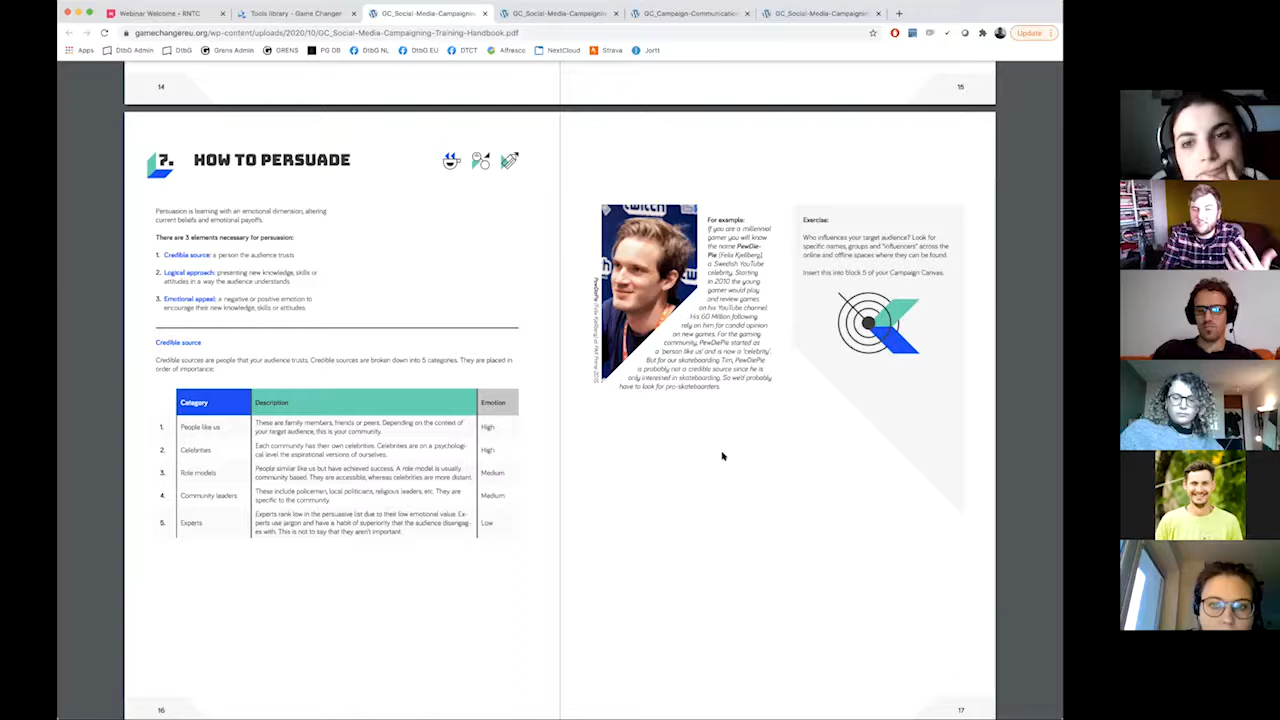 Webinar Welcome - RNTC
Tools library - Game Changer
GC_Social-Media-Campaigning
GC_Social-Media-Campaigning
GC_Campaign-Communication
GC_Social-Media-Campaigning
gamechangereu.org/wp-content/uploads/2020/10/GC_Social-Media-Campaigning-Training-Handbook.pdf
Update
Apps
DtbG Admin
DtbG
Grens Admin
GRENS
PG DB
DtbG NL
DtbG EU
DTCT
Alfresco
NextCloud
Strava
Jortt
14
15
7. HOW TO PERSUADE
Persuasion is learning with an emotional dimension, altering
current beliefs and emotional payoffs.
There are 3 elements necessary for persuasion:
1. Credible source: a person the audience trusts
2. Logical approach: presenting new knowledge, skills or
attitudes in a way the audience understands
3. Emotional appeal: a negative or positive emotion to
encourage their new knowledge, skills or attitudes
Credible source
Credible sources are people that your audience trusts. Credible sources are broken down into 5 categories. They are placed in
order of importance:
Category Description Emotion
1. People like us These are family members, friends or peers. Depending on the context of
your target audience, this is your community. High
2. Celebrities Each community has their own celebrities. Celebrities are on a psychologi-
cal level the aspirational versions of ourselves. High
3. Role models People similar like us but have achieved success. A role model is usually
community based. They are accessible, whereas celebrities are more distant. Medium
4. Community leaders These include policemen, local politicians, religious leaders, etc. They are
specific to the community. Medium
5. Experts Experts rank low in the persuasive list due to their low emotional value. Ex-
perts use jargon and have a habit of superiority that the audience disengag-
es with. This is not to say that they aren't important. Low
16
twitch
PewDiePie (Felix Kjellberg) at PAX Prime 2015
For example:
If you are a millennial
gamer you will know
the name PewDie-
Pie (Felix Kjellberg),
a Swedish YouTube
celebrity. Starting
in 2010 the young
gamer would play
and review games
on his YouTube channel
His 60 Million following
rely on him for candid opinion
on new games. For the gaming
community, PewDiePie started as
a 'person like us' and is now a 'celebrity'.
But for our skateboarding Tim, PewDiePie
is probably not a credible source since he is
only interested in skateboarding. So we'll probably
have to look for pro-skateboarders.
Exercise:
Who influences your target audience? Look for
specific names, groups and "influencers" across the
online and offline spaces where they can be found.
Insert this into block 5 of your Campaign Canvas.
17